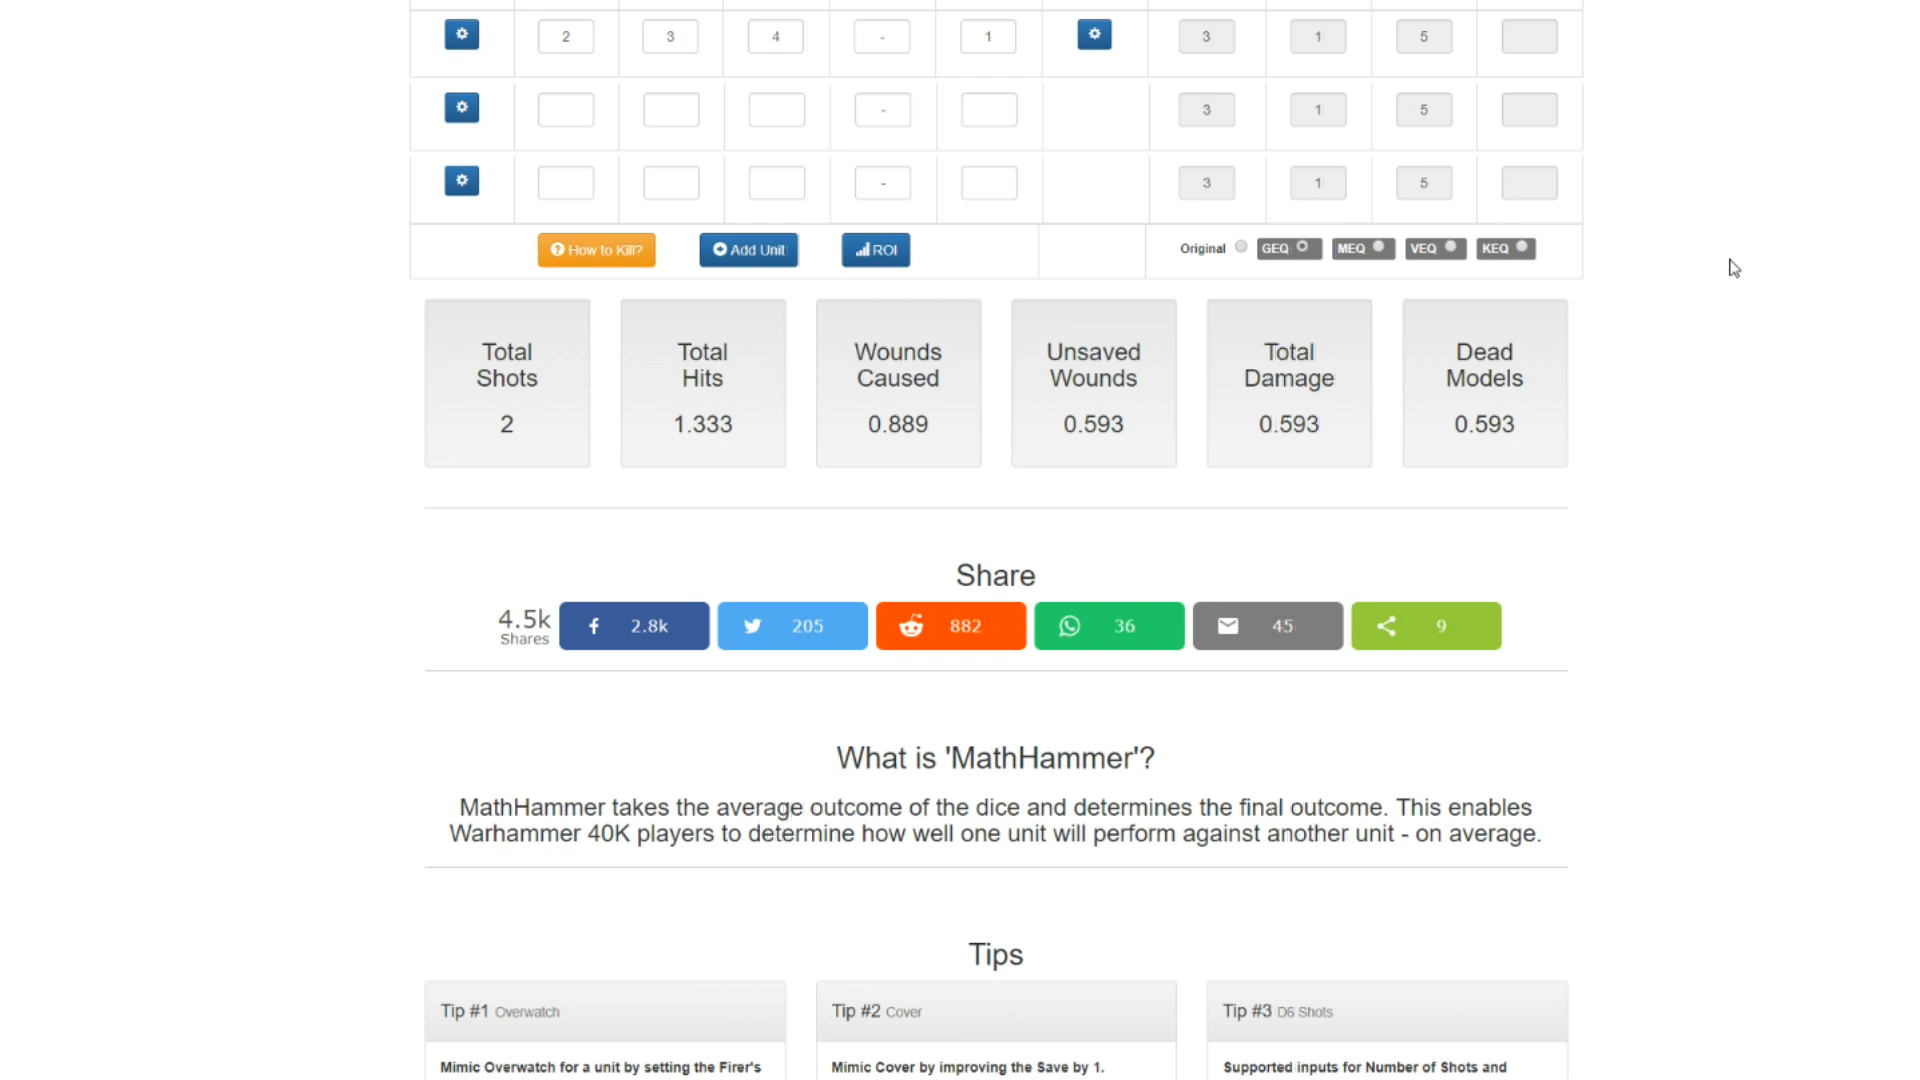 2 3 4 - 1 3 1 5
- 3 1 5
- 3 1 5
How to Kill? Add Unit ROI Original GEQ MEQ VEQ KEQ
Total Shots
2
Total Hits
1.333
Wounds Caused
0.889
Unsaved Wounds
0.593
Total Damage
0.593
Dead Models
0.593
Share
4.5k
Shares
2.8k 205 882 36 45 9
What is 'MathHammer'?
MathHammer takes the average outcome of the dice and determines the final outcome. This enables
Warhammer 40K players to determine how well one unit will perform against another unit - on average.
Tips
Tip #1 Overwatch
Mimic Overwatch for a unit by setting the Firer's
Tip #2 Cover
Mimic Cover by improving the Save by 1.
Tip #3 D6 Shots
Supported inputs for Number of Shots and